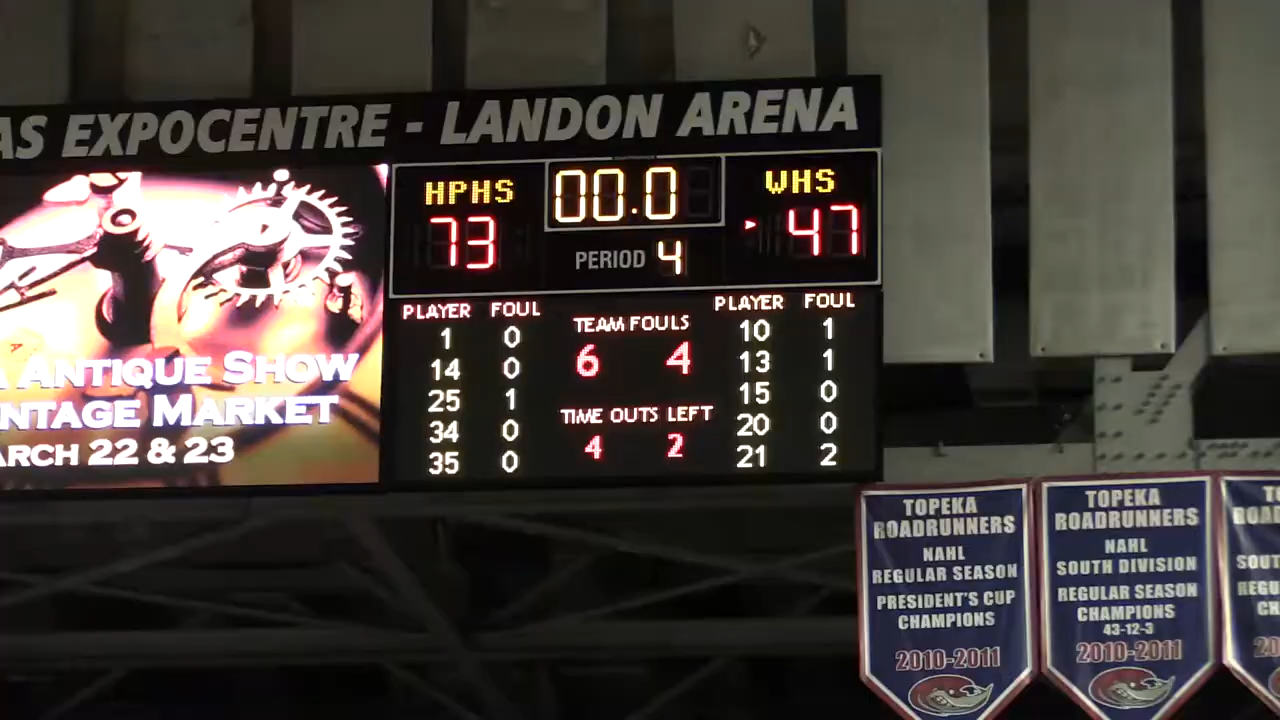 AS EXPOCENTRE - LANDON ARENA
HPHS 00.0 WHS
73 PERIOD 4 47
PLAYER FOUL
1 0
14 0
25 1
34 0
35 0
TEAM FOULS
6 4
TIME OUTS LEFT
4 2
PLAYER FOUL
10 1
13 1
15 0
20 0
21 2
ANTIQUE SHOW
NTAGE MARKET
ARCH 22 & 23
TOPEKA
ROADRUNNERS
NAHL
REGULAR SEASON
PRESIDENT'S CUP
CHAMPIONS
2010-2011
TOPEKA
ROADRUNNERS
NAHL
SOUTH DIVISION
REGULAR SEASON
CHAMPIONS
43-12-3
2010-2011